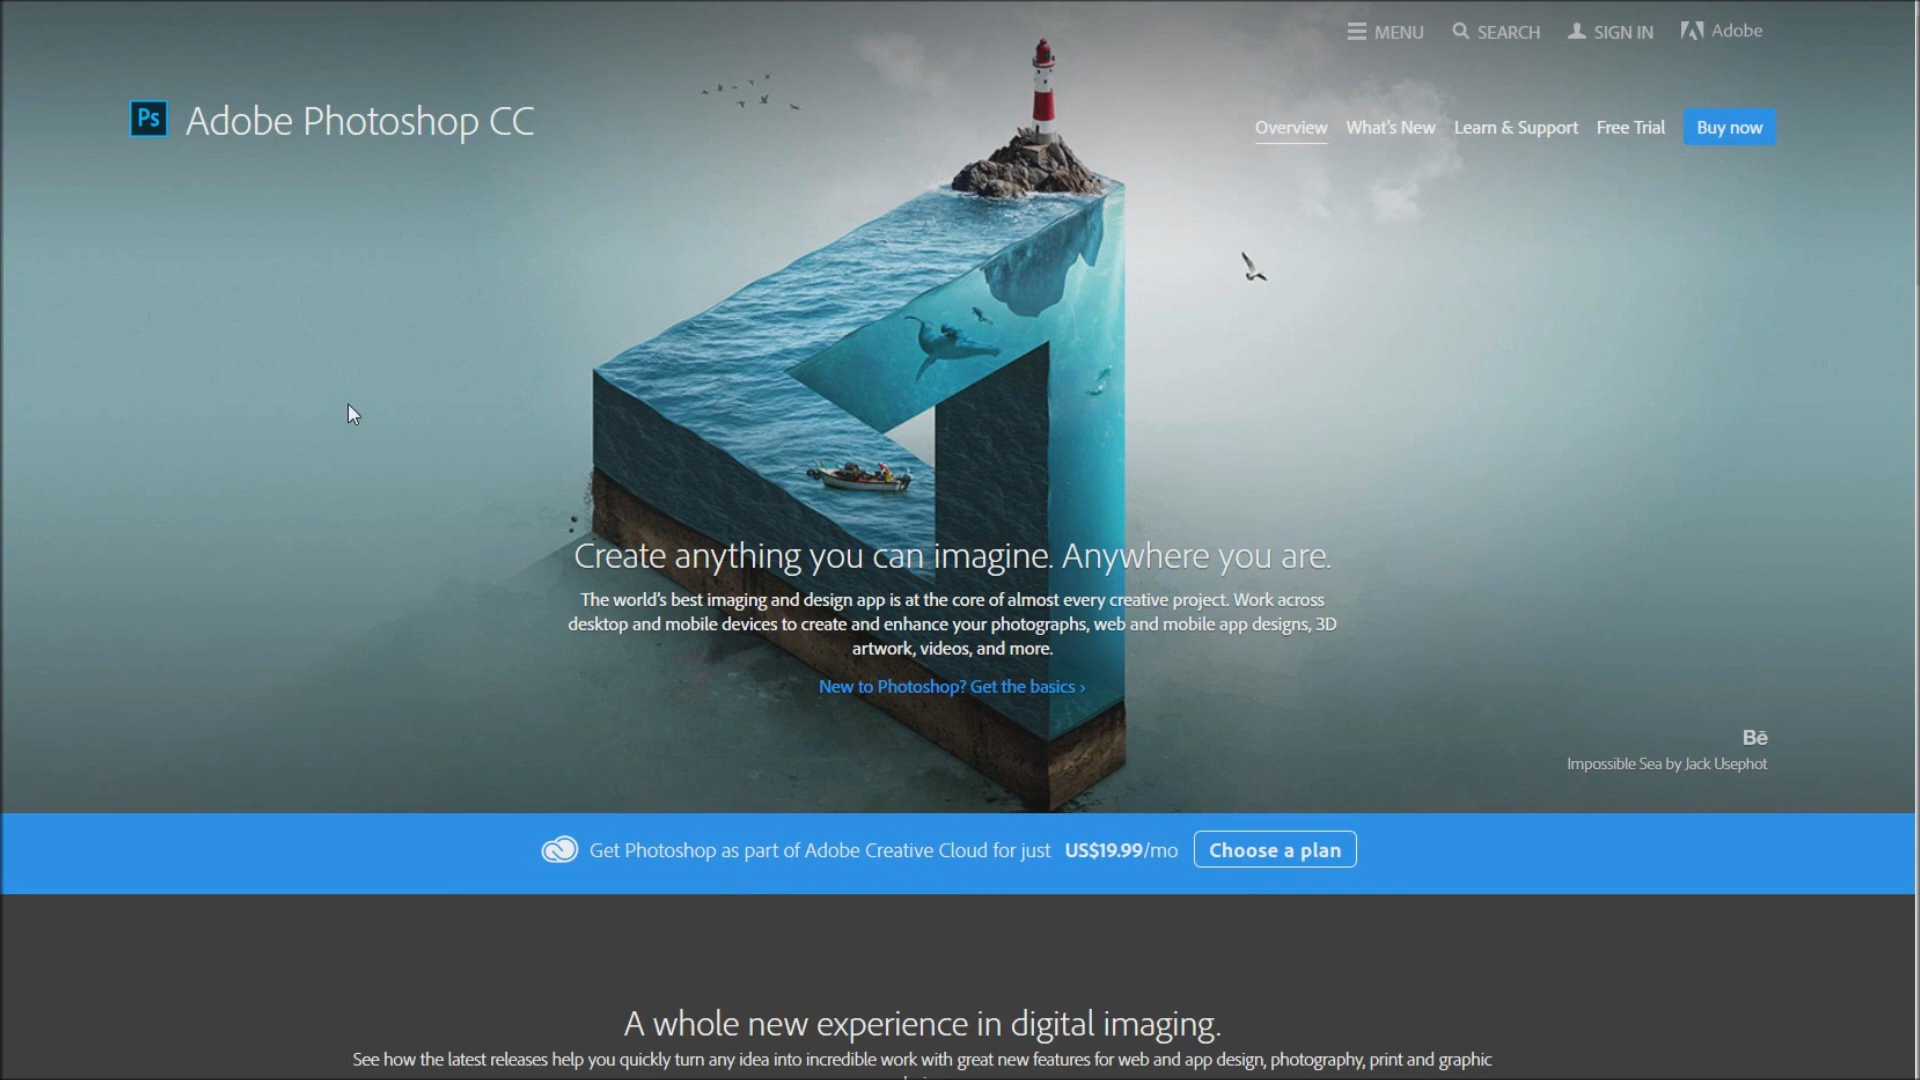 MENU SEARCH SIGN IN Adobe
Ps Adobe Photoshop CC
Overview What's New Learn & Support Free Trial Buy now
Create anything you can imagine. Anywhere you are.
The world's best imaging and design app is at the core of almost every creative project. Work across
desktop and mobile devices to create and enhance your photographs, web and mobile app designs, 3D
artwork, videos, and more.
New to Photoshop? Get the basics ›
Bē
Impossible Sea by Jack Usephot
Get Photoshop as part of Adobe Creative Cloud for just US$19.99/mo Choose a plan
A whole new experience in digital imaging.
See how the latest releases help you quickly turn any idea into incredible work with great new features for web and app design, photography, print and graphic